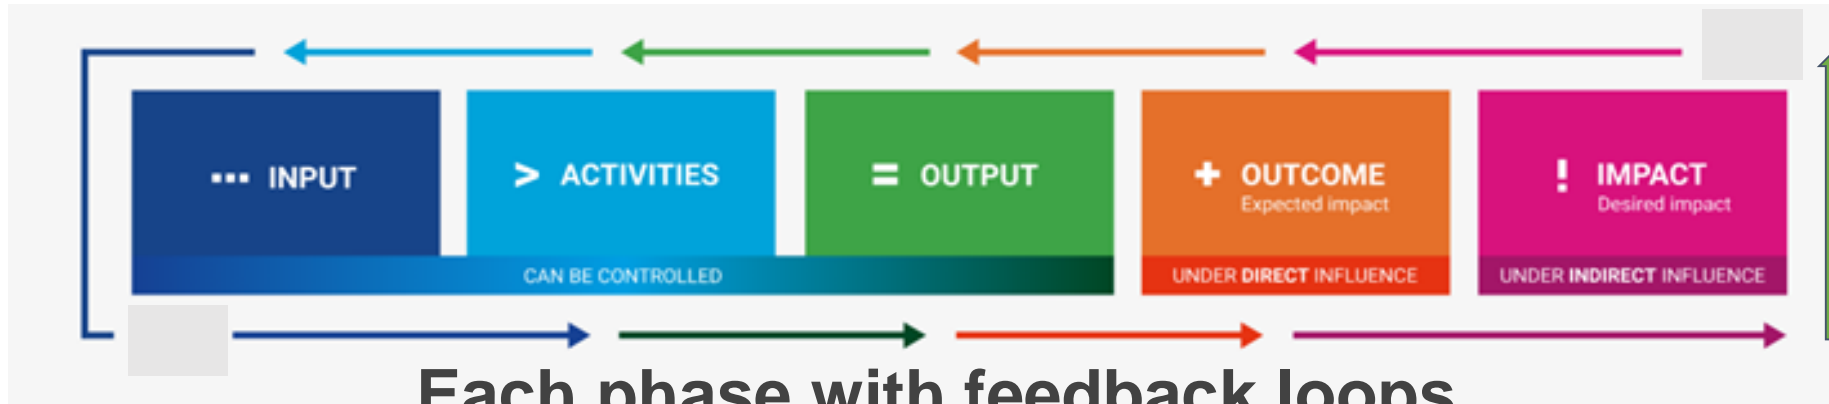 INPUT
> ACTIVITIES
= OUTPUT
+ OUTCOME
Expected impact
! IMPACT
Desired impact
CAN BE CONTROLLED
UNDER DIRECT INFLUENCE
UNDER INDIRECT INFLUENCE
Each phase with feedback loops